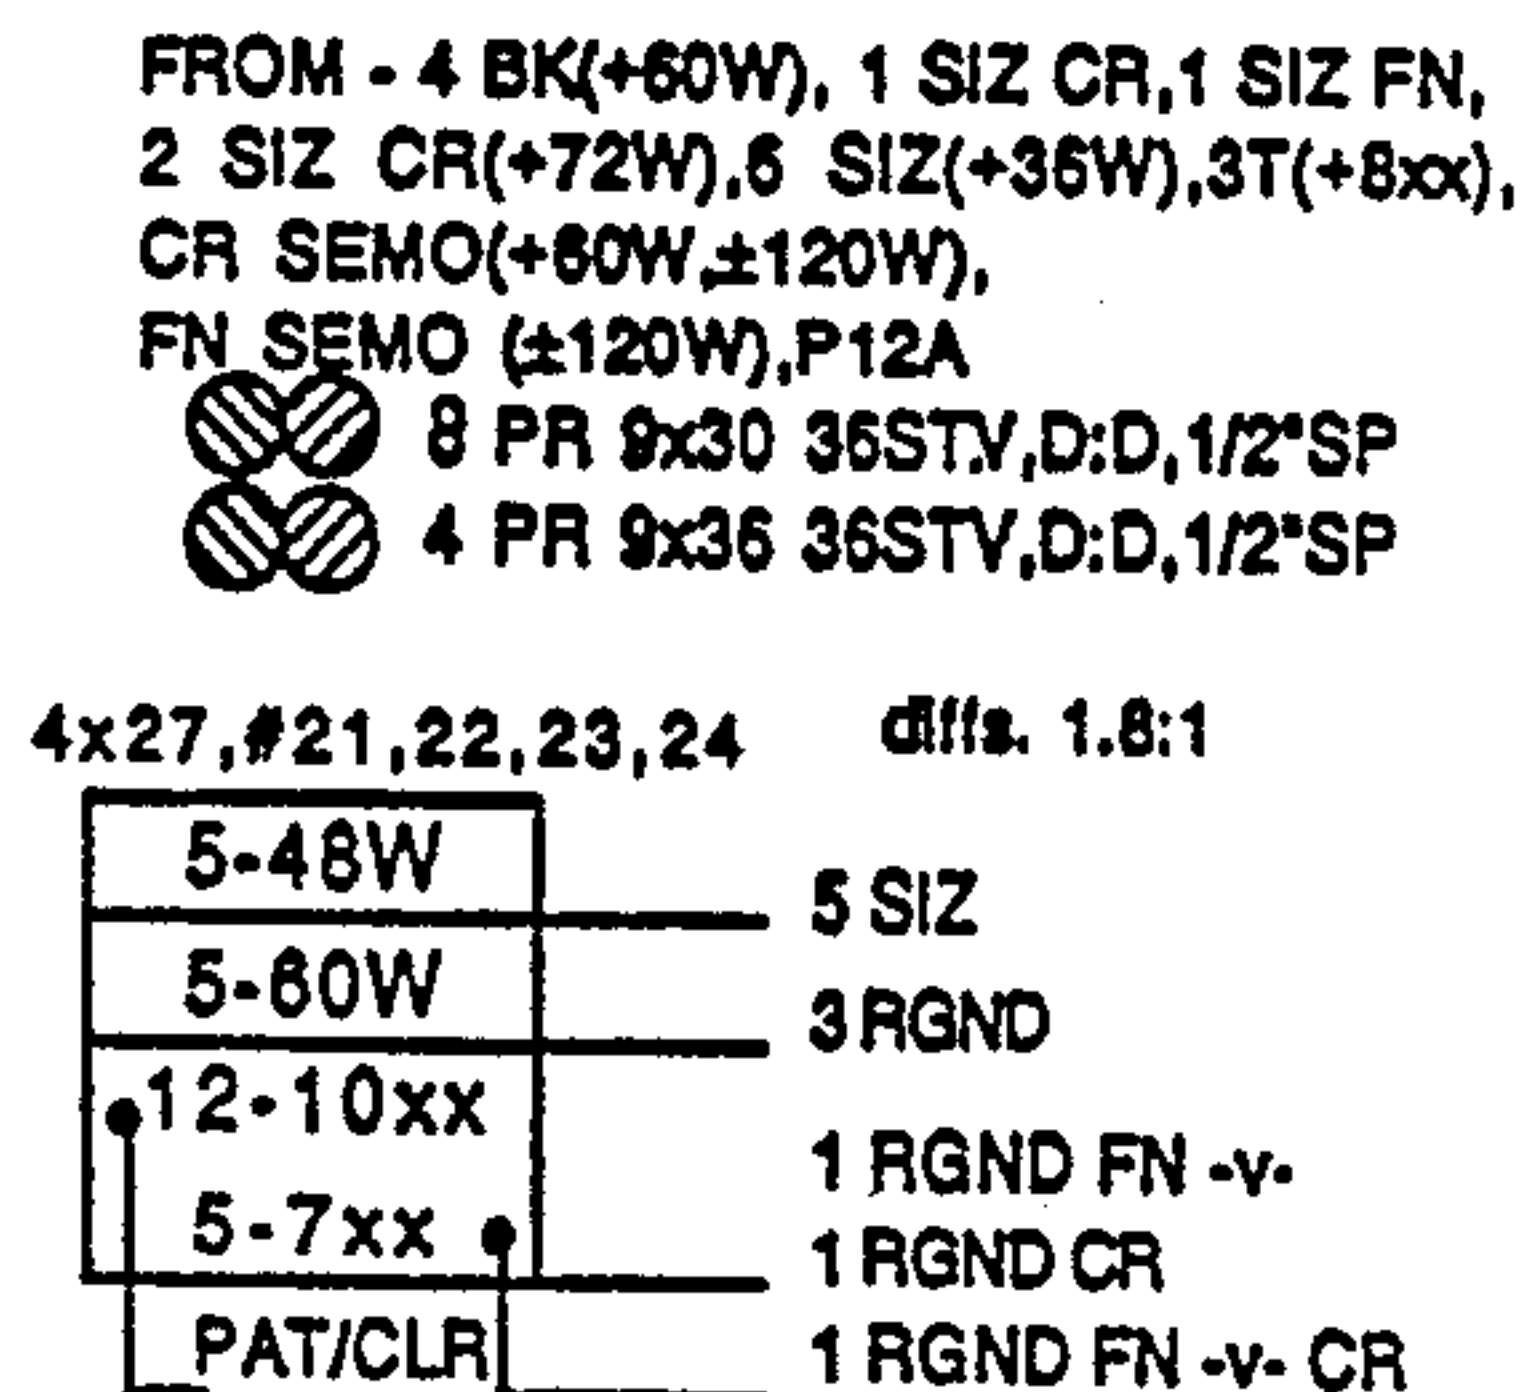 FROM - 4 BK(+60W), 1 SIZ CR,1 SIZ FN,
2 SIZ CR(+72W),6 SIZ(+36W),3T(+8xx),
CR SEMO(+60W,±120W),
FN SEMO (±120W),P12A
8 PR 9x30 36STV,D:D,1/2"SP
4 PR 9x36 36STV,D:D,1/2"SP
4x27,#21,22,23,24 diffs. 1.8:1
5-48W
5 SIZ
5-60W
3 RGND
12-10xx
1 RGND FN -v-
5-7xx
1 RGND CR
PAT/CLR
1 RGND FN -v- CR